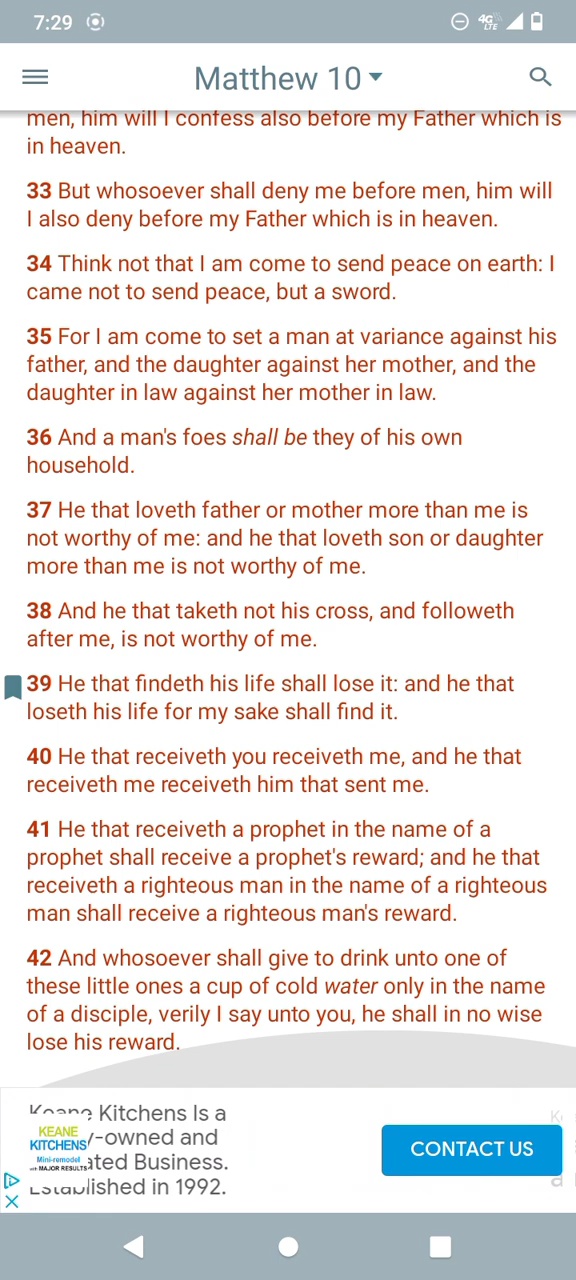 7:29
4G
LTE
Matthew 10
men, him will I confess also before my Father which is
in heaven.
33 But whosoever shall deny me before men, him will
I also deny before my Father which is in heaven.
34 Think not that I am come to send peace on earth: I
came not to send peace, but a sword.
35 For I am come to set a man at variance against his
father, and the daughter against her mother, and the
daughter in law against her mother in law.
36 And a man's foes shall be they of his own
household.
37 He that loveth father or mother more than me is
not worthy of me: and he that loveth son or daughter
more than me is not worthy of me.
38 And he that taketh not his cross, and followeth
after me, is not worthy of me.
39 He that findeth his life shall lose it: and he that
loseth his life for my sake shall find it.
40 He that receiveth you receiveth me, and he that
receiveth me receiveth him that sent me.
41 He that receiveth a prophet in the name of a
prophet shall receive a prophet's reward; and he that
receiveth a righteous man in the name of a righteous
man shall receive a righteous man's reward.
42 And whosoever shall give to drink unto one of
these little ones a cup of cold water only in the name
of a disciple, verily I say unto you, he shall in no wise
lose his reward.
Keane Kitchens Is a
y-owned and
ated Business.
Established in 1992.
KEANE
KITCHENS
Mini-remodel
with MAJOR RESULTS
CONTACT US